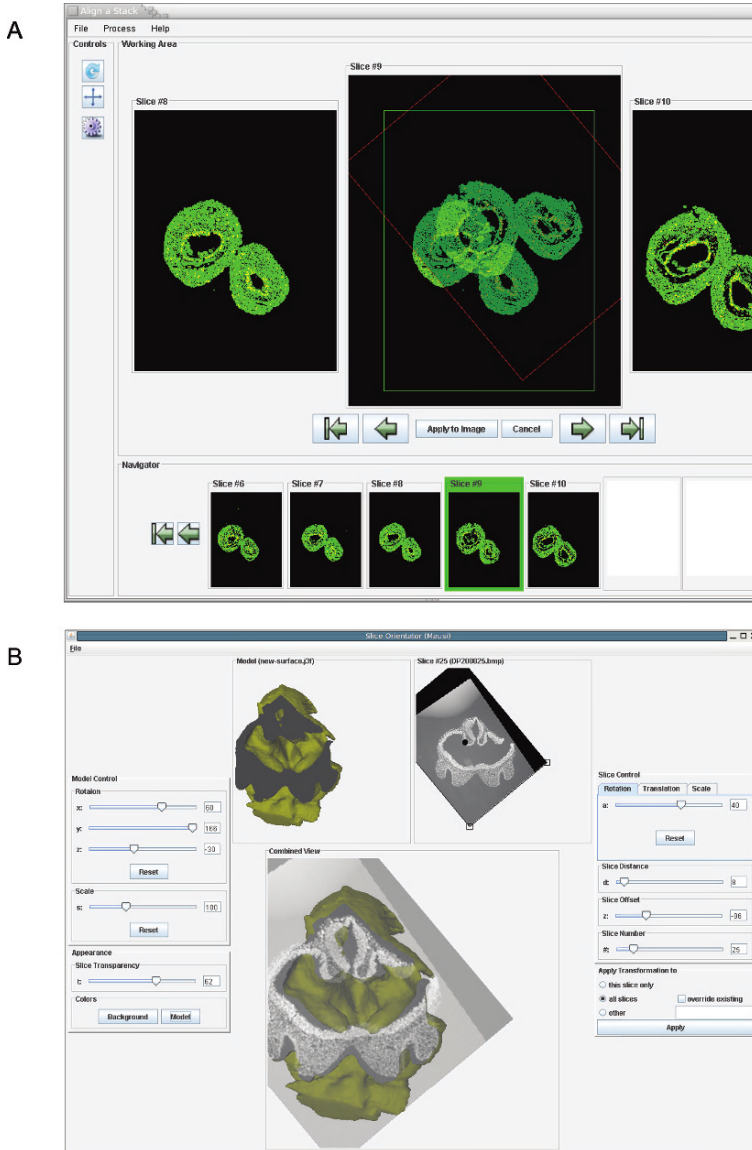 A
Align a Stack
File Process Help
Controls
Working Area
Slice #8
Slice #9
Slice #10
Apply to Image
Cancel
Navigator
Slice #6
Slice #7
Slice #8
Slice #9
Slice #10
B
Slice Orientator (Mausi)
File
Model (new-surface.j3f)
Slice #25 (DP200025.bmp)
Model Control
Rotaion
x: 60
y: 166
z: -30
Reset
Scale
s: 100
Reset
Appearance
Slice Transparency
t: 62
Colors
Background
Model
Combined View
Slice Control
Rotation Translation Scale
a: 40
Reset
Slice Distance
d: 8
Slice Offset
z: -96
Slice Number
#: 25
Apply Transformation to
this slice only
all slices
override existing
other
Apply